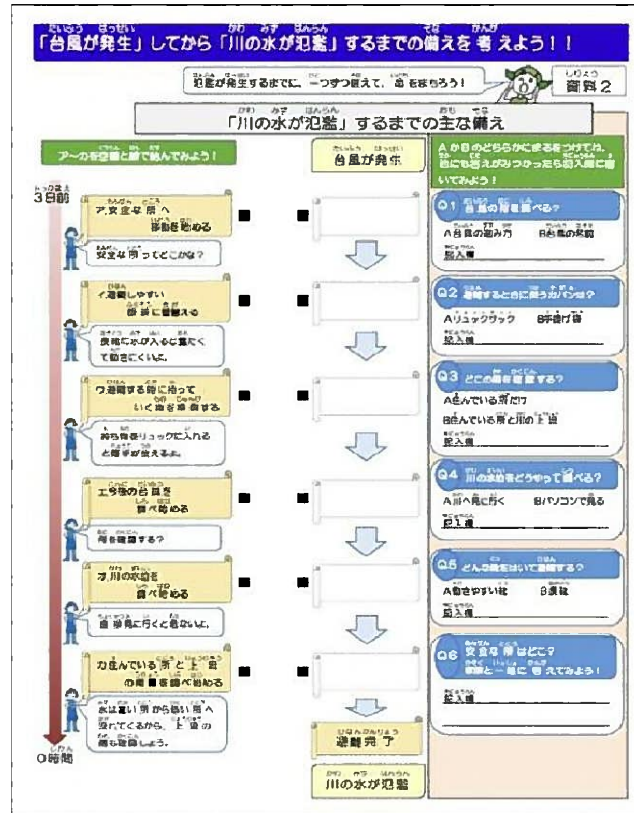 「台風が発生」してから「川の水が氾濫」するまでの備えを考えよう！！
氾濫が発生するまでに、一つずつ備えて、命をまもろう！
資料２
「川の水が氾濫」するまでの主な備え
ア～カを空欄と線で結んでみよう！
台風が発生
AかBのどちらかにまるをつけてね。
他にも答えがみつかったら記入欄に書
いてみよう！
3日前
ア.安全な所へ
移動を始める
安全な所ってどこかな？
イ.避難しやすい
服装に着替える
長靴に水が入ると重たく
て動きにくいよ。
ウ.避難する時に持って
いく物を準備する
持ち物をリュックに入れる
と両手が使えるよ。
エ.今後の台風を
調べ始める
何を確認する？
オ.川の水位を
調べ始める
直接見に行くと危ないよ。
カ.住んでいる所と上流
の雨量を調べ始める
水は高い所から低い所へ
流れてくるから、上流の
雨も確認しよう。
0時間
避難完了
川の水が氾濫
Q1
台風の何を調べる？
A台風の進み方 B台風の
記入欄
Q2
避難するときに使うカバンは？
Aリュックサック B手提げ袋
記入欄
Q3
どこの雨を確認する？
A住んでいる所だけ
B住んでいる所と川の上流
記入欄
Q4
川の水位をどうやって調べる？
A川へ見に行く Bパソコンで見る
記入欄
Q5
どんな靴をはいて避難する？
A動きやすい靴 B長靴
記入欄
Q6
安全な所はどこ？
家族と一緒に考えてみよう！
記入欄